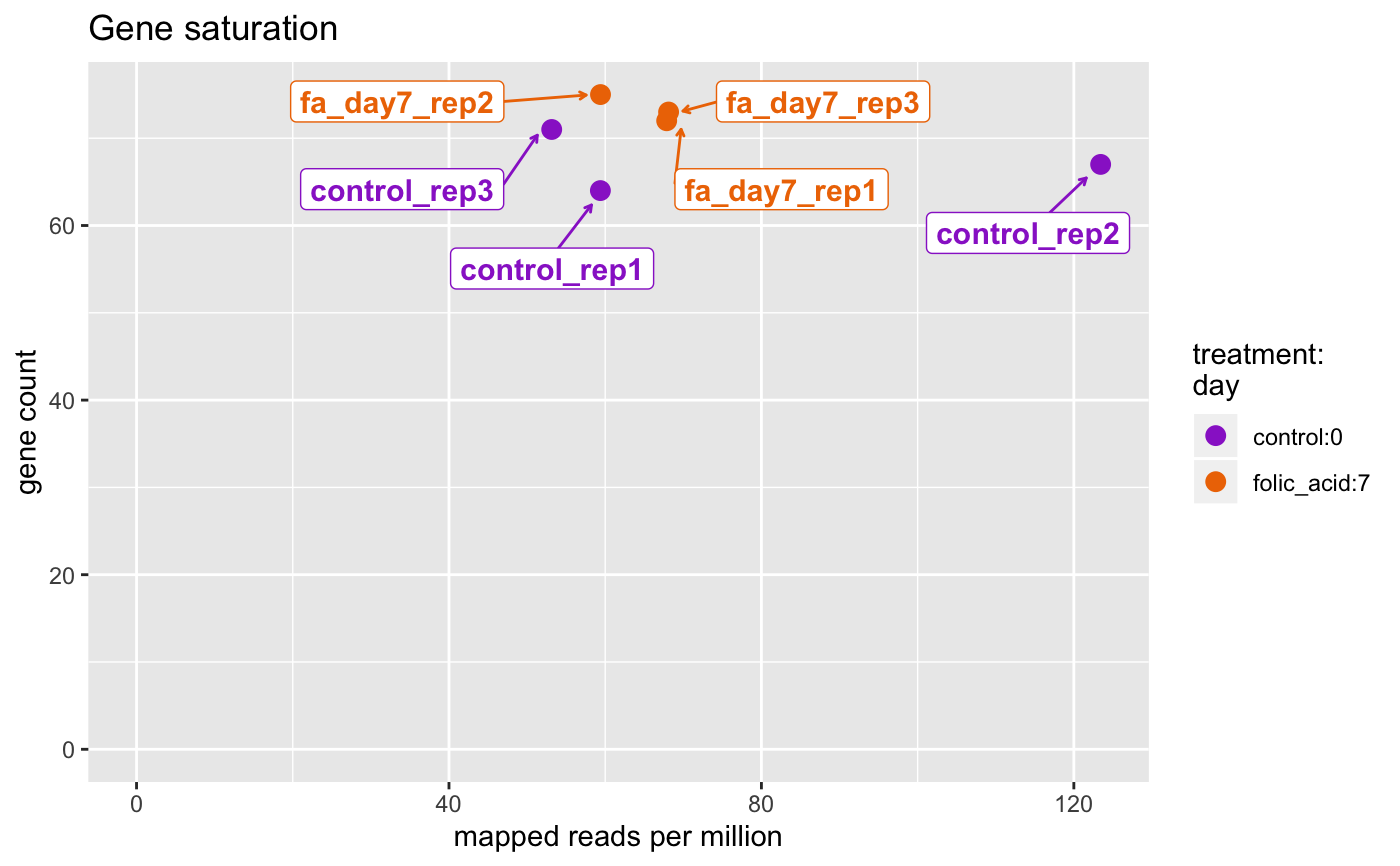 Gene saturation
fa_day7_rep2
fa_day7_rep3
control_rep3
fa_day7_rep1
control_rep2
control_rep1
60
40
20
0
gene count
0 40 80 120
mapped reads per million
treatment:
day
control:0
folic_acid:7